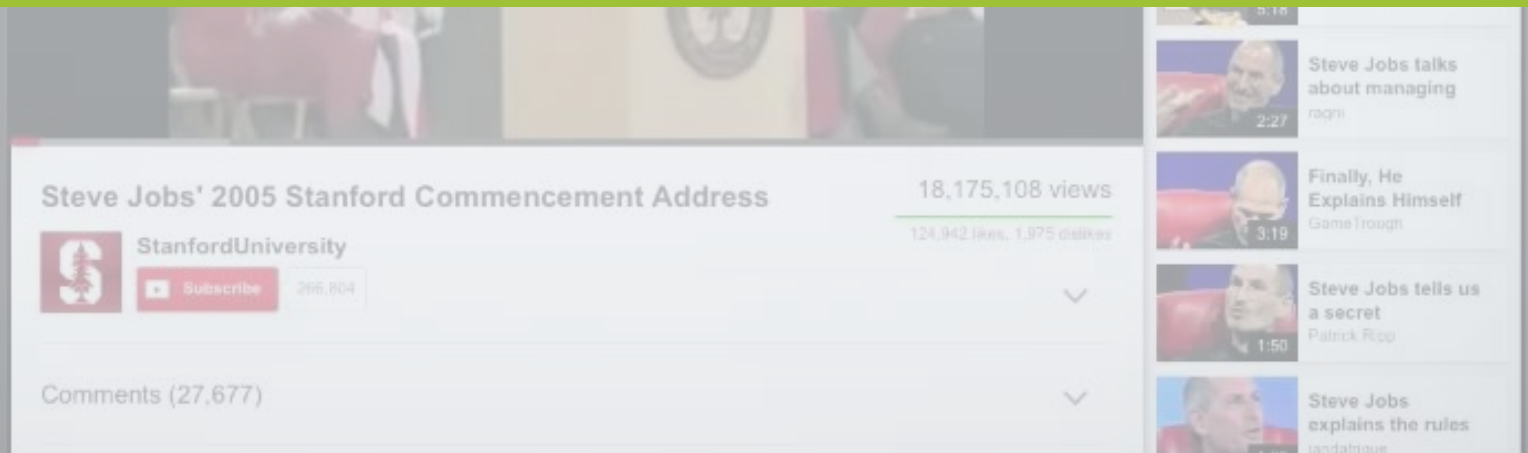 Steve Jobs' 2005 Stanford Commencement Address
18,175,108 views
124,942 likes, 1,975 dislikes
StanfordUniversity
Subscribe
266,804
Comments (27,677)
5:18
Steve Jobs talks
about managing
ragni
2:27
Finally, He
Explains Himself
GameTrough
3:19
Steve Jobs tells us
a secret
Patrick Ripp
1:50
Steve Jobs
explains the rules